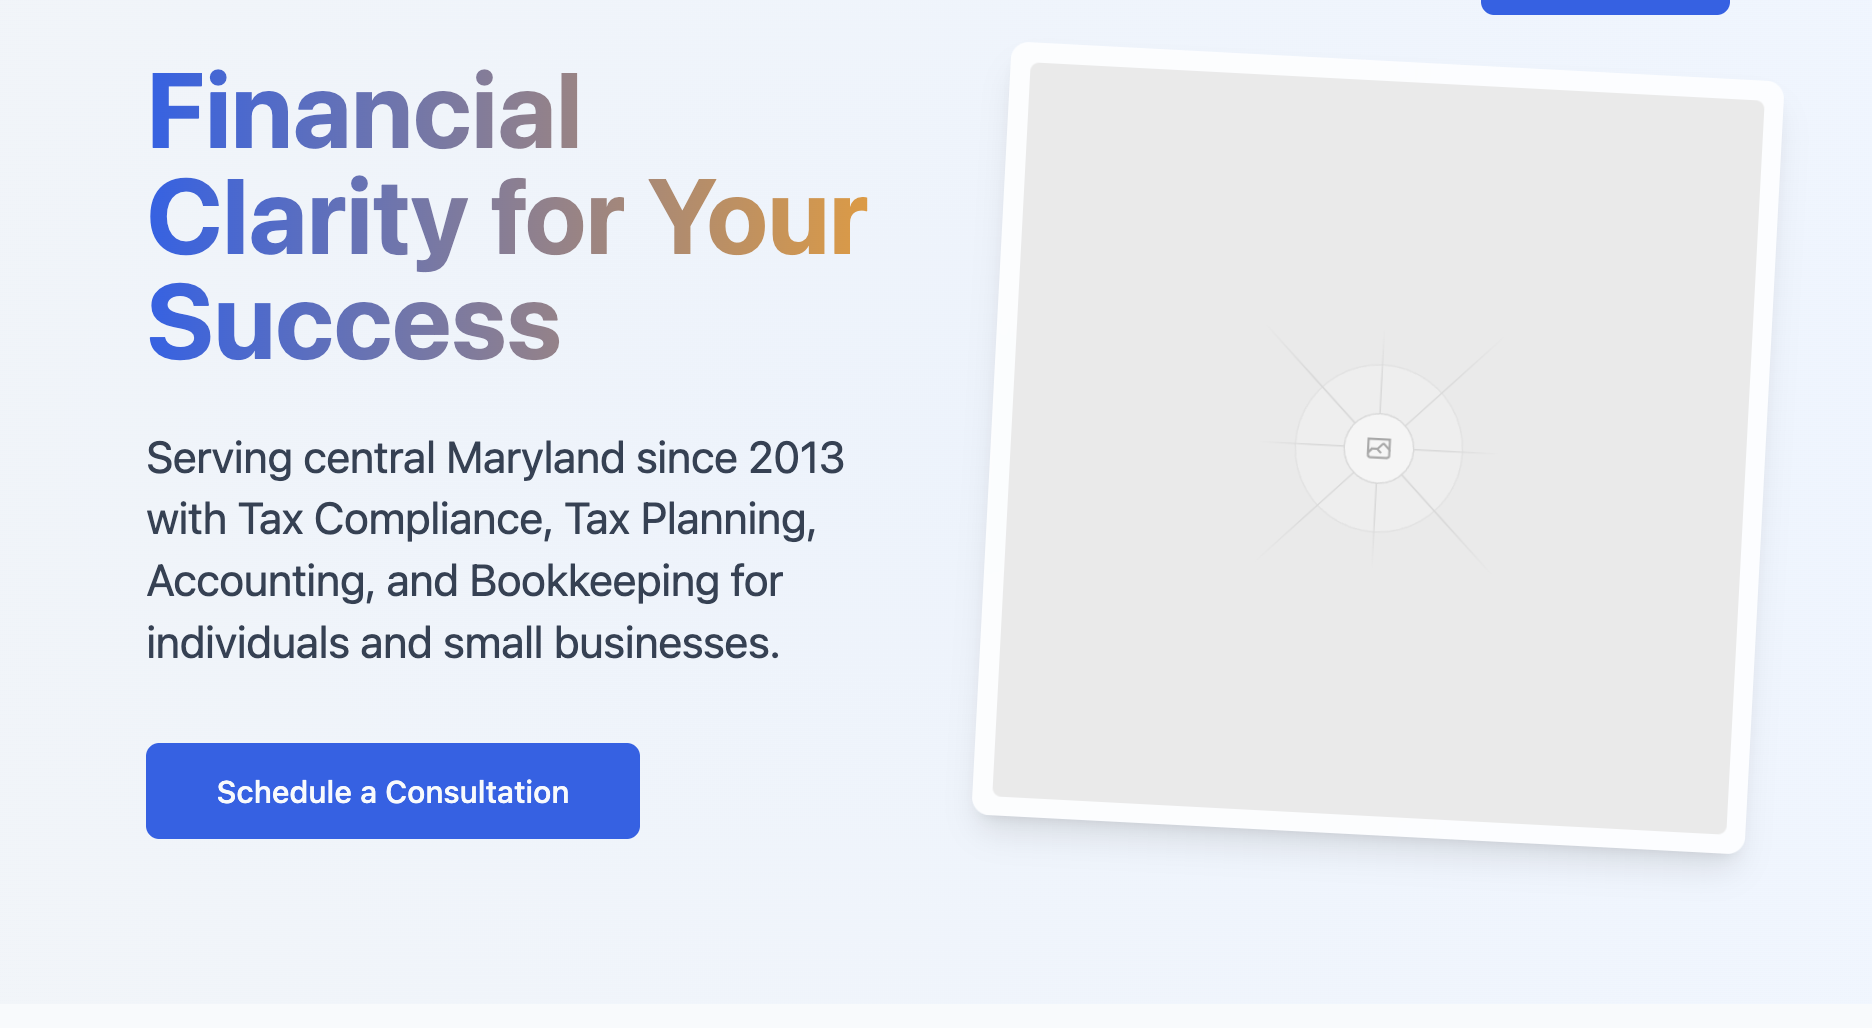 Financial
Clarity for Your
Success
Serving central Maryland since 2013
with Tax Compliance, Tax Planning,
Accounting, and Bookkeeping for
individuals and small businesses.
Schedule a Consultation